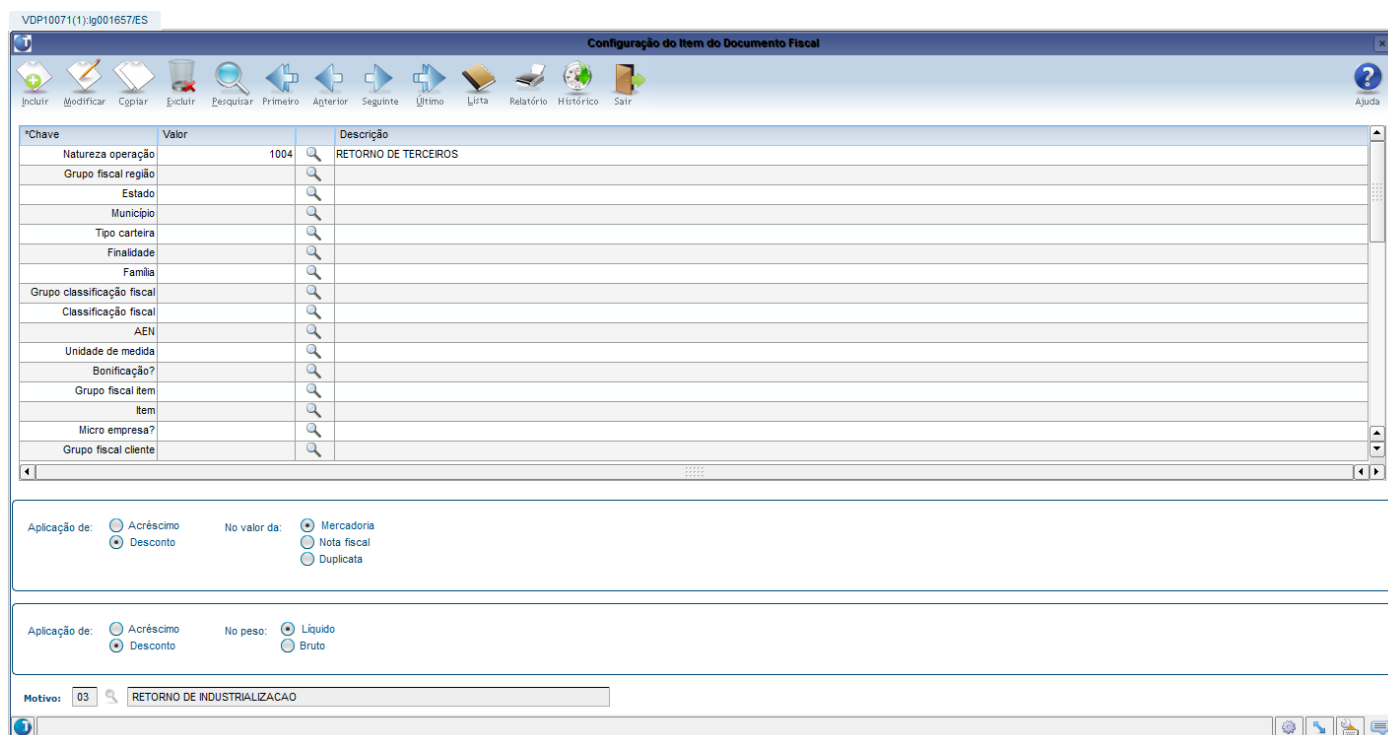 VDP10071(1):lg001657/ES
Configuração do Item do Documento Fiscal
Incluir Modificar Copiar Excluir Pesquisar Primeiro Anterior Seguinte Último Lista Relatório Histórico Sair Ajuda
*Chave Valor Descrição
Natureza operação 1004 RETORNO DE TERCEIROS
Grupo fiscal região
Estado
Município
Tipo carteira
Finalidade
Família
Grupo classificação fiscal
Classificação fiscal
AEN
Unidade de medida
Bonificação?
Grupo fiscal item
Item
Micro empresa?
Grupo fiscal cliente
Aplicação de: Acréscimo No valor da: Mercadoria
Desconto Nota fiscal
Duplicata
Aplicação de: Acréscimo No peso: Líquido
Desconto Bruto
Motivo: 03 RETORNO DE INDUSTRIALIZACAO